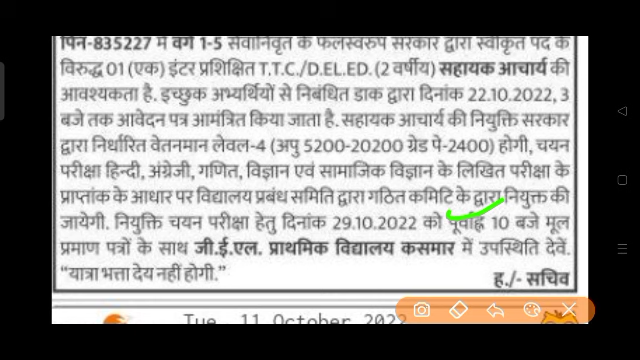 पिन-835227 में वर्ग 1-5 सेवानिवृत के फलस्वरुप सरकार द्वारा स्वीकृत पद के
विरुद्ध 01 (एक) इंटर प्रशिक्षित T.T.C./D.EL.ED. (2 वर्षीय) सहायक आचार्य की
आवश्यकता है. इच्छुक अभ्यर्थियों से निबंधित डाक द्वारा दिनांक 22.10.2022, 3
बजे तक आवेदन पत्र आमंत्रित किया जाता है. सहायक आचार्य की नियुक्ति सरकार
द्वारा निर्धारित वेतनमान लेवल-4 (अपु 5200-20200 ग्रेड पे-2400) होगी, चयन
परीक्षा हिन्दी, अंग्रेजी, गणित, विज्ञान एवं सामाजिक विज्ञान के लिखित परीक्षा के
प्राप्तांक के आधार पर विद्यालय प्रबंध समिति द्वारा गठित कमिटि के द्वारा नियुक्त की
जायेगी. नियुक्ति चयन परीक्षा हेतु दिनांक 29.10.2022 को पूर्वाह्न 10 बजे मूल
प्रमाण पत्रों के साथ जी.ई.एल. प्राथमिक विद्यालय कसमार में उपस्थिति देवें.
“यात्रा भत्ता देय नहीं होगी.” ह./- सचिव
Tue, 11 October 2022